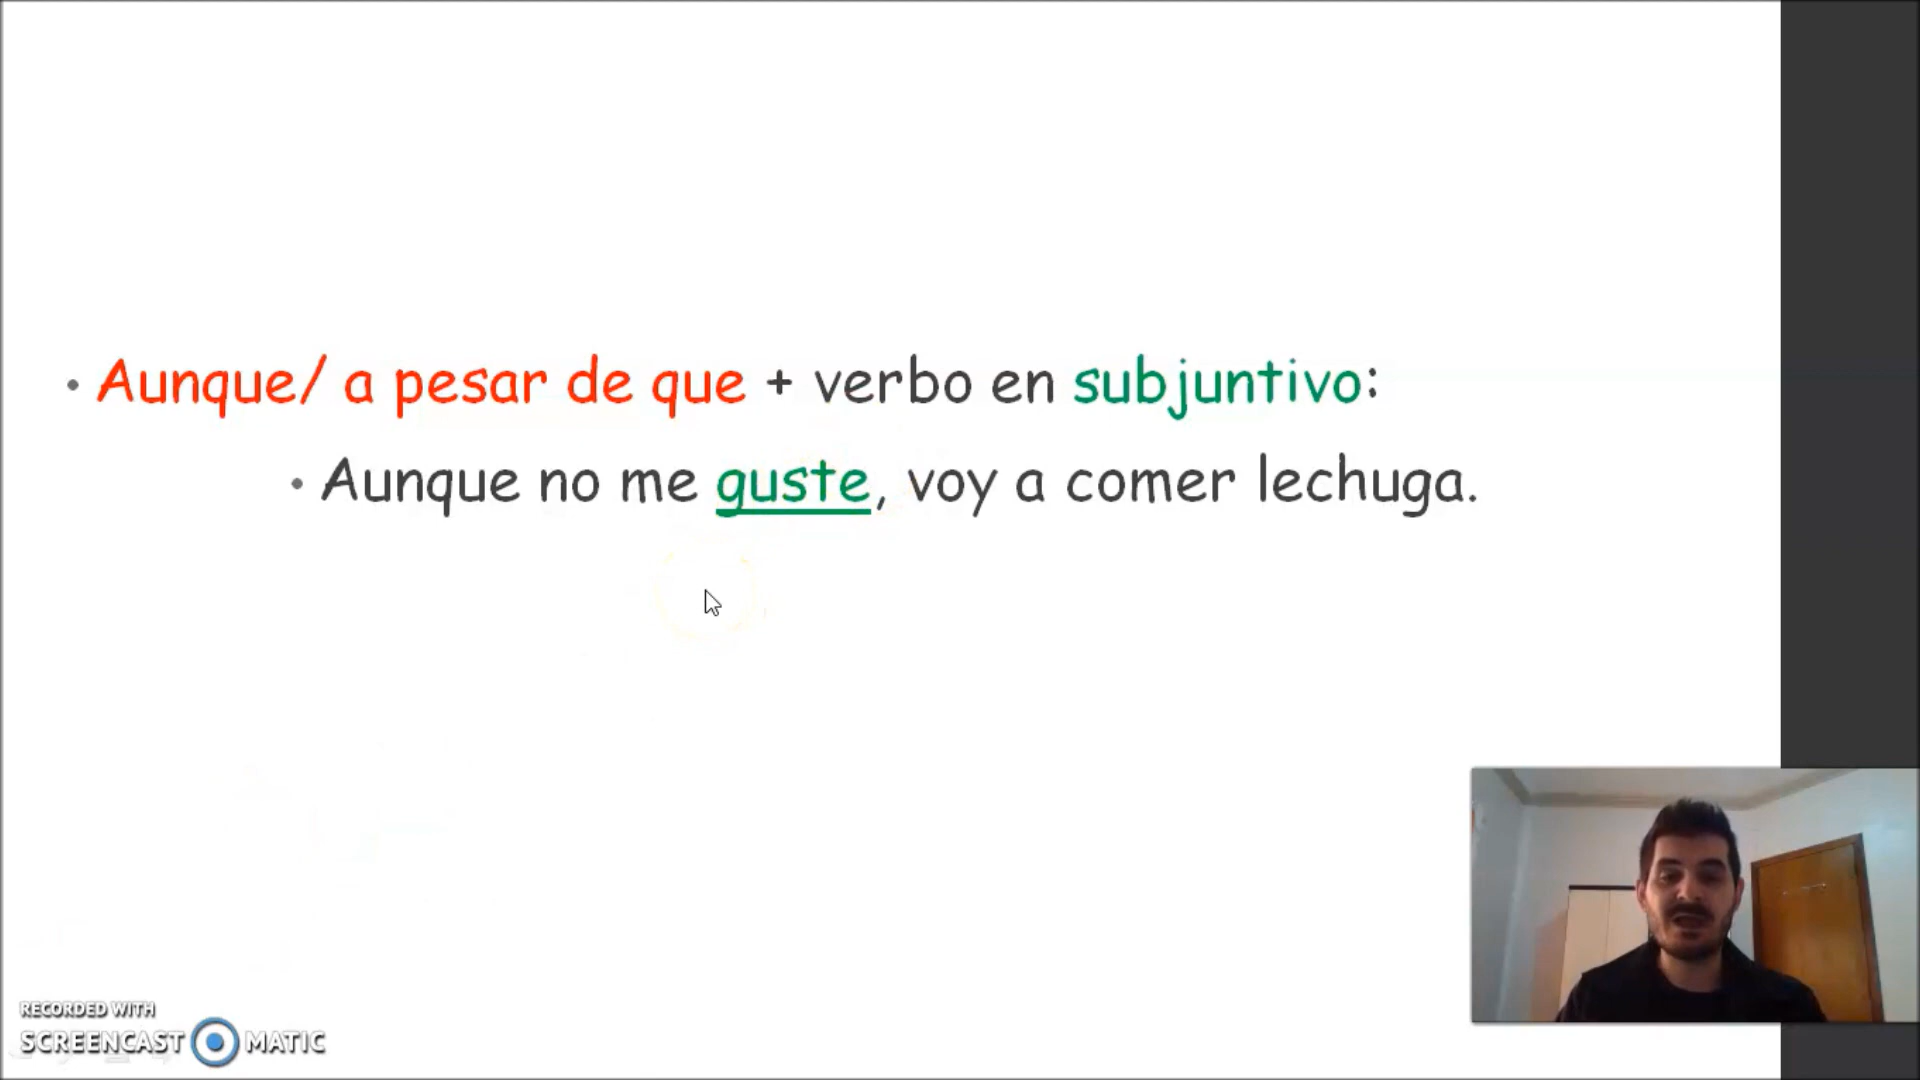 • Aunque/ a pesar de que + verbo en subjuntivo:
• Aunque no me guste, voy a comer lechuga.
RECORDED WITH
SCREENCAST MATIC